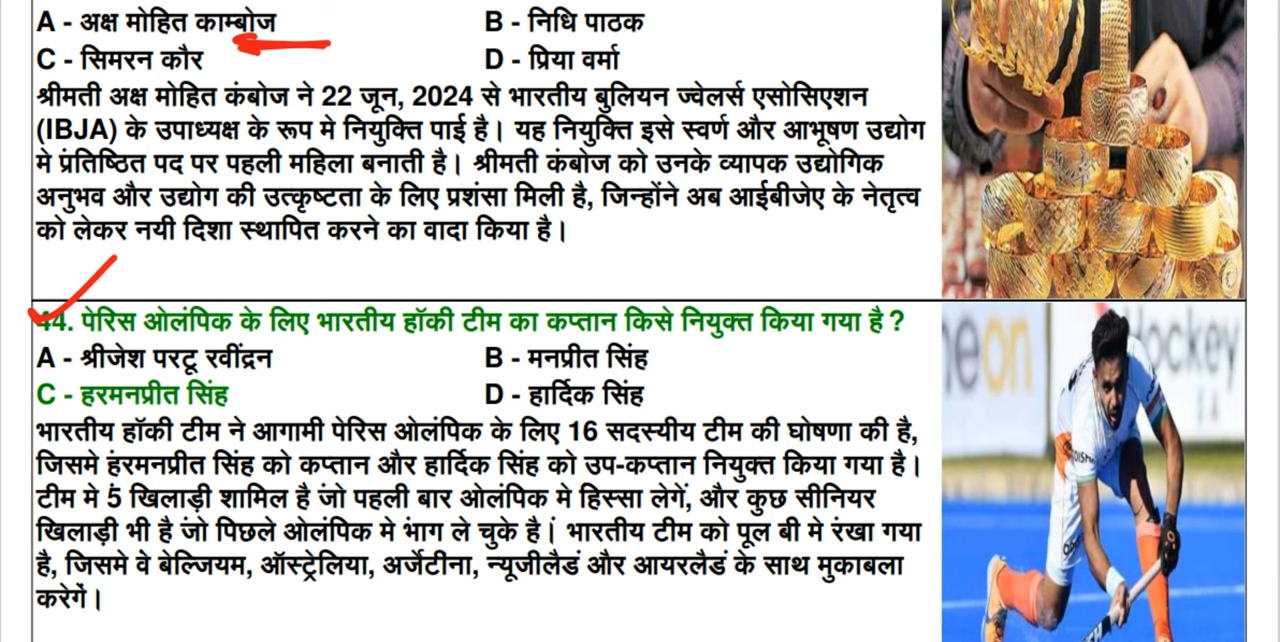 A - अक्ष मोहित काम्बोज
B - निधि पाठक
C - सिमरन कौर
D - प्रिया वर्मा
श्रीमती अक्ष मोहित कंबोज ने 22 जून, 2024 से भारतीय बुलियन ज्वेलर्स एसोसिएशन
(IBJA) के उपाध्यक्ष के रूप मे नियुक्ति पाई है। यह नियुक्ति इसे स्वर्ण और आभूषण उद्योग
मे प्रंतिष्ठित पद पर पहली महिला बनाती है। श्रीमती कंबोज को उनके व्यापक उद्योगिक
अनुभव और उद्योग की उत्कृष्टता के लिए प्रशंसा मिली है, जिन्होंने अब आईबीजेए के नेतृत्व
को लेकर नयी दिशा स्थापित करने का वादा किया है।
44. पेरिस ओलंपिक के लिए भारतीय हॉकी टीम का कप्तान किसे नियुक्त किया गया है ?
A - श्रीजेश परटू रवींद्रन
B - मनप्रीत सिंह
C - हरमनप्रीत सिंह
D - हार्दिक सिंह
भारतीय हॉकी टीम ने आगामी पेरिस ओलंपिक के लिए 16 सदस्यीय टीम की घोषणा की है,
जिसमे हंरमनप्रीत सिंह को कप्तान और हार्दिक सिंह को उप-कप्तान नियुक्त किया गया है।
टीम मे 5 खिलाड़ी शामिल है जंो पहली बार ओलंपिक मे हिस्सा लेगें, और कुछ सीनियर
खिलाड़ी भी है जंो पिछले ओलंपिक मे भंाग ले चुके है। भारतीय टीम को पूल बी मे रंखा गया
है, जिसमे वे बेल्जियम, ऑस्ट्रेलिया, अर्जेटीना, न्यूजीलैडं और आयरलैडं के साथ मुकाबला
करेगें।
eon
ockey